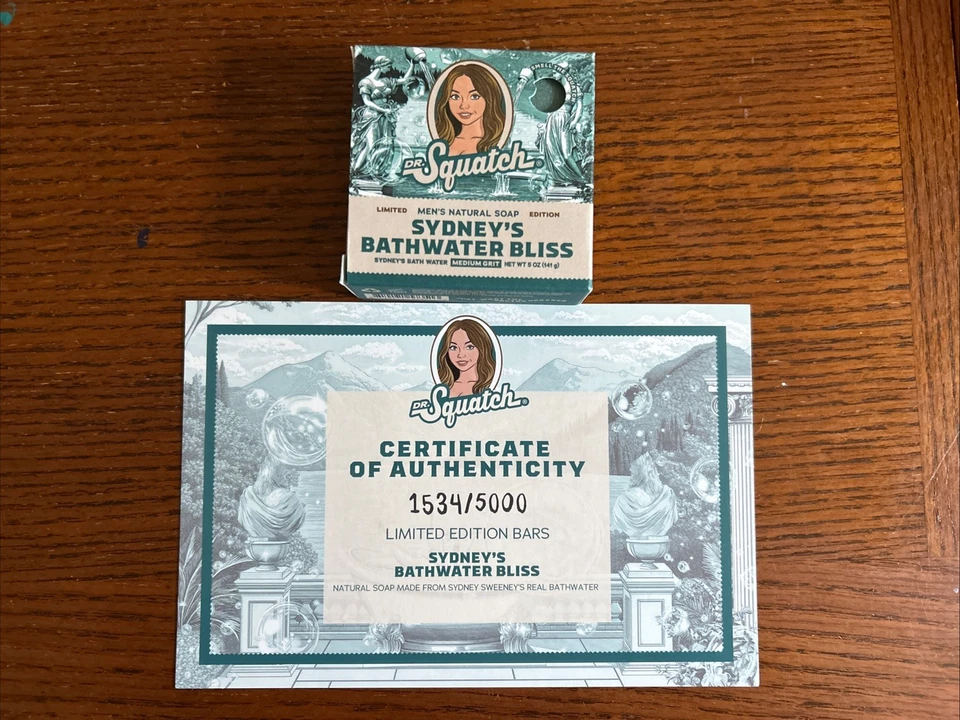 SMELL THE SQUATCH
DR. Squatch®
LIMITED MEN'S NATURAL SOAP EDITION
SYDNEY'S
BATHWATER BLISS
SYDNEY'S BATH WATER MEDIUM GRIT NET WT 5 OZ (141 g)
DR. Squatch®
CERTIFICATE
OF AUTHENTICITY
1534/5000
LIMITED EDITION BARS
SYDNEY'S
BATHWATER BLISS
NATURAL SOAP MADE FROM SYDNEY SWEENEY'S REAL BATHWATER